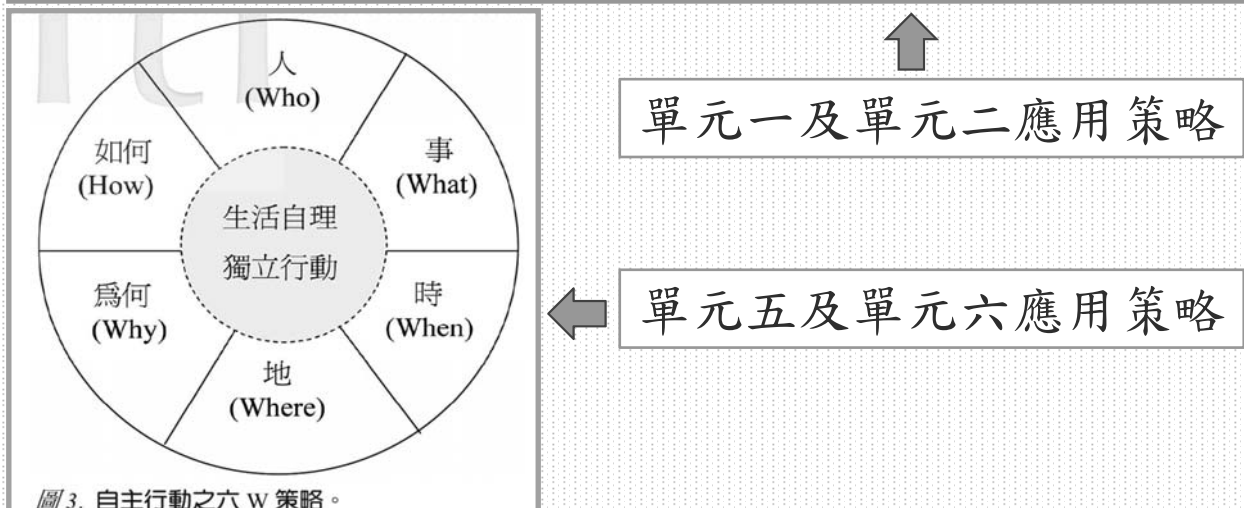 人
(Who)
事
(What)
時
(When)
地
(Where)
爲何
(Why)
如何
(How)
生活自理
獨立行動
圖 3. 自主行動之六 W 策略。
單元一及單元二應用策略
單元五及單元六應用策略